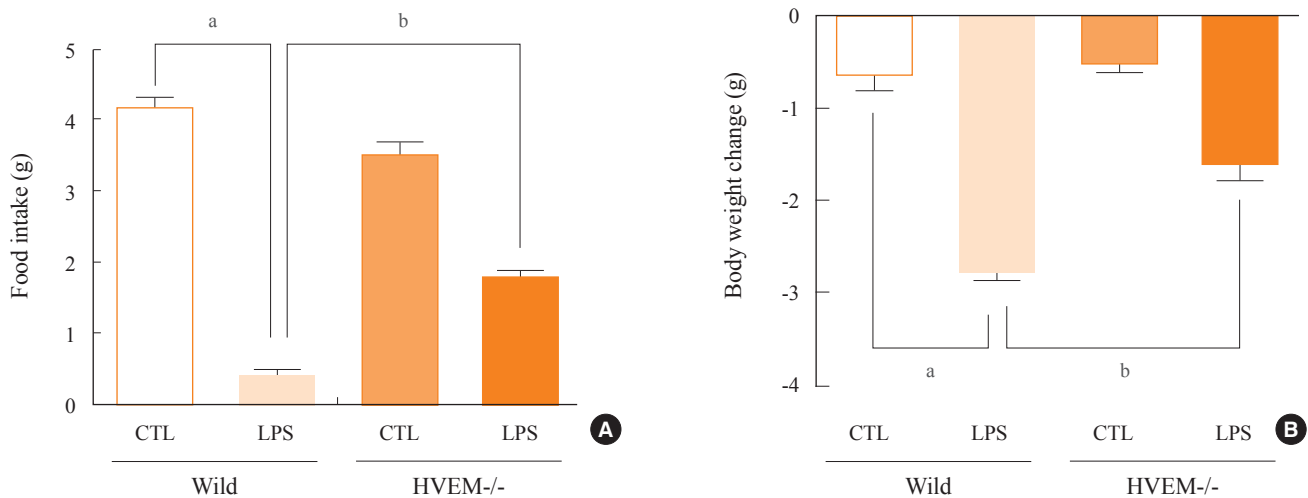 a
b
5
4
3
2
1
0
Food intake (g)
CTL
LPS
CTL
LPS
Wild
HVEM-/-
A
0
-1
-2
-3
-4
Body weight change (g)
a
b
CTL
LPS
CTL
LPS
Wild
HVEM-/-
B